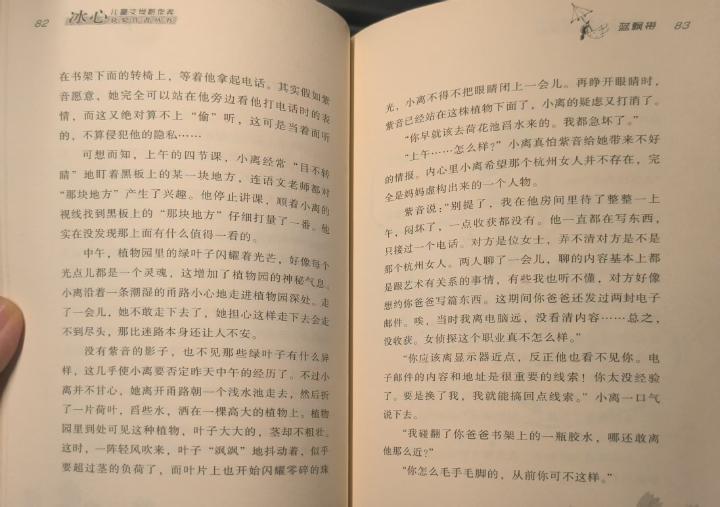 82
冰心儿童文学新作奖
获奖作者丛书
在书架下面的转椅上，等着他拿起电话。其实假如紫
音愿意，她完全可以站在他旁边看他打电话时的表
情，而这又绝对算不上“偷”听，这可是当着面听
的，不算侵犯他的隐私……
可想而知，上午的四节课，小离经常“目不转
睛”地盯着黑板上的某一块地方，连语文老师都对
“那块地方”产生了兴趣。他停止讲课，顺着小离的
视线找到黑板上的“那块地方”仔细打量了一番。他
实在没发现那上面有什么值得一看的。
中午，植物园里的绿叶子闪耀着光芒，好像每个
光点儿都是一个灵魂，这增加了植物园的神秘气息。
小离沿着一条潮湿的甬路小心地走进植物园深处。走
了一会儿，她不敢走下去了，她担心这样走下去会走
不到尽头，那比迷路本身还让人不安。
没有紫音的影子，也不见那些绿叶子有什么异
样，这几乎使小离要否定昨天中午的经历了。不过小
离并不甘心，她离开甬路朝一个浅水池走去，然后折
了一片荷叶，舀些水，洒在一棵高大的植物上。植物
园里到处可见这种植物，叶子大大的，茎却不粗壮。
这时，一阵轻风吹来，叶子“飒飒”地抖动着，似乎
要超过茎的负荷了，而叶片上也开始闪耀零碎的珠
蓝飘带 83
光，小离不得不把眼睛闭上一会儿。再睁开眼睛时，
紫音已经站在这株植物下面了，小离的疑虑又打消了。
“你早就该去荷花池舀水来的。我都急坏了。”
“上午……怎么样？”小离真怕紫音给她带来不好
的情报。内心里小离希望那个杭州女人并不存在，完
全是妈妈虚构出来的一个人物。
紫音说：“别提了，我在他房间里待了整整一上
午，闷坏了，一点收获都没有。他一直都在写东西，
只接过一个电话。对方是位女士，弄不清对方是不是
那个杭州女人。两人聊了一会儿，聊的内容基本上都
是跟艺术有关系的事情，有些我也听不懂，对方好像
想约你爸爸写篇东西。这期间你爸爸还发过两封电子
邮件。唉，当时我离电脑远，没看清内容……总之，
没收获。女侦探这个职业真不怎么样。”
“你应该离显示器近点，反正他也看不见你。电
子邮件的内容和地址是很重要的线索！你太没经验
了。要是换了我，我就能搞回点线索。”小离一口气
说下去。
“我碰翻了你爸爸书架上的一瓶胶水，哪还敢离
他那么近？”
“你怎么毛手毛脚的，从前你可不这样。”